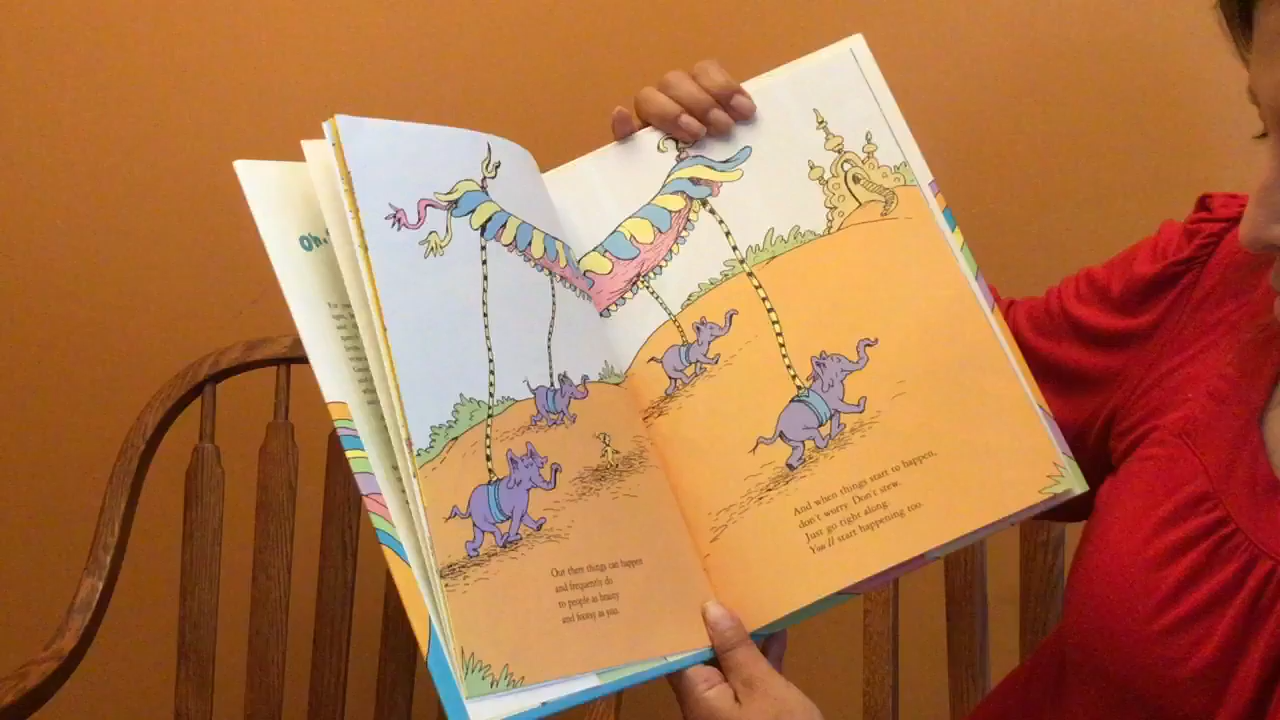 Oh,
Out there things can happen
and frequently do
to people as brainy
and footsy as you.
And when things start to happen,
don't worry. Don't stew.
Just go right along.
You'll start happening too.